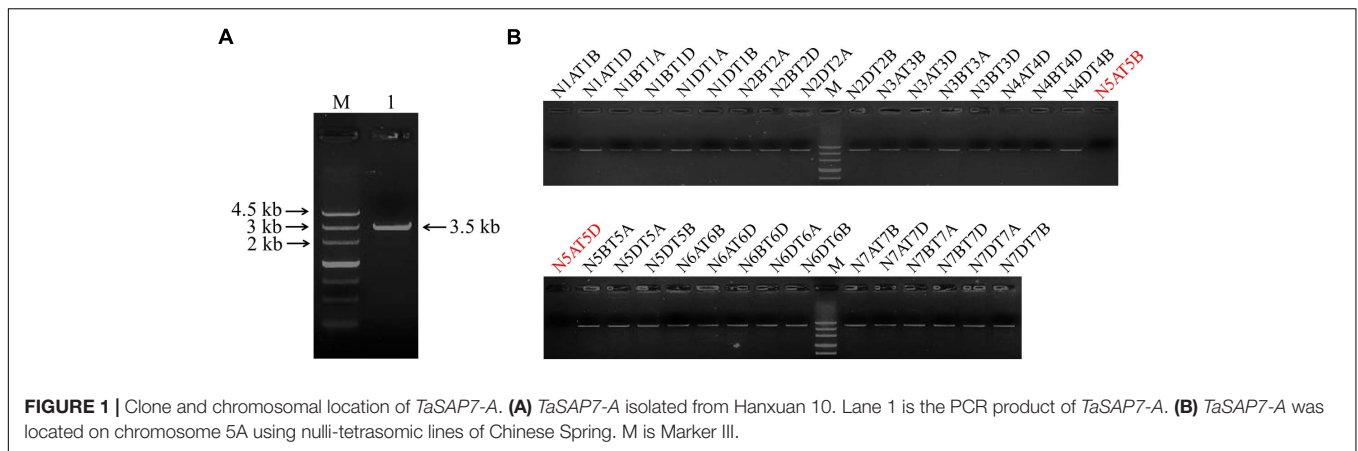 A
B
M 1
4.5 kb
3 kb
2 kb
3.5 kb
N1AT1B N1AT1D N1BT1A N1BT1D N1DT1A N1DT1B N2BT2A N2BT2D N2DT2A M N2DT2B N3AT3B N3AT3D N3BT3A N3BT3D N4AT4D N4BT4D N4DT4B N5AT5B
N5AT5D N5BT5A N5DT5A N5DT5B N6AT6B N6AT6D N6BT6D N6DT6A N6DT6B M N7AT7B N7AT7D N7BT7A N7BT7D N7DT7A N7DT7B
FIGURE 1 | Clone and chromosomal location of TaSAP7-A. (A) TaSAP7-A isolated from Hanxuan 10. Lane 1 is the PCR product of TaSAP7-A. (B) TaSAP7-A was
located on chromosome 5A using nulli-tetrasomic lines of Chinese Spring. M is Marker III.